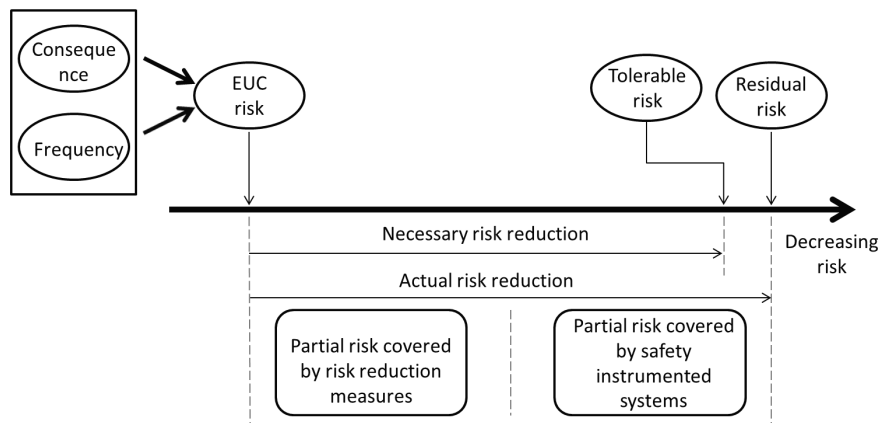 Conseque
nce
Frequency
EUC
risk
Tolerable
risk
Residual
risk
Necessary risk reduction
Decreasing
risk
Actual risk reduction
Partial risk covered
by risk reduction
measures
Partial risk covered
by safety
instrumented
systems